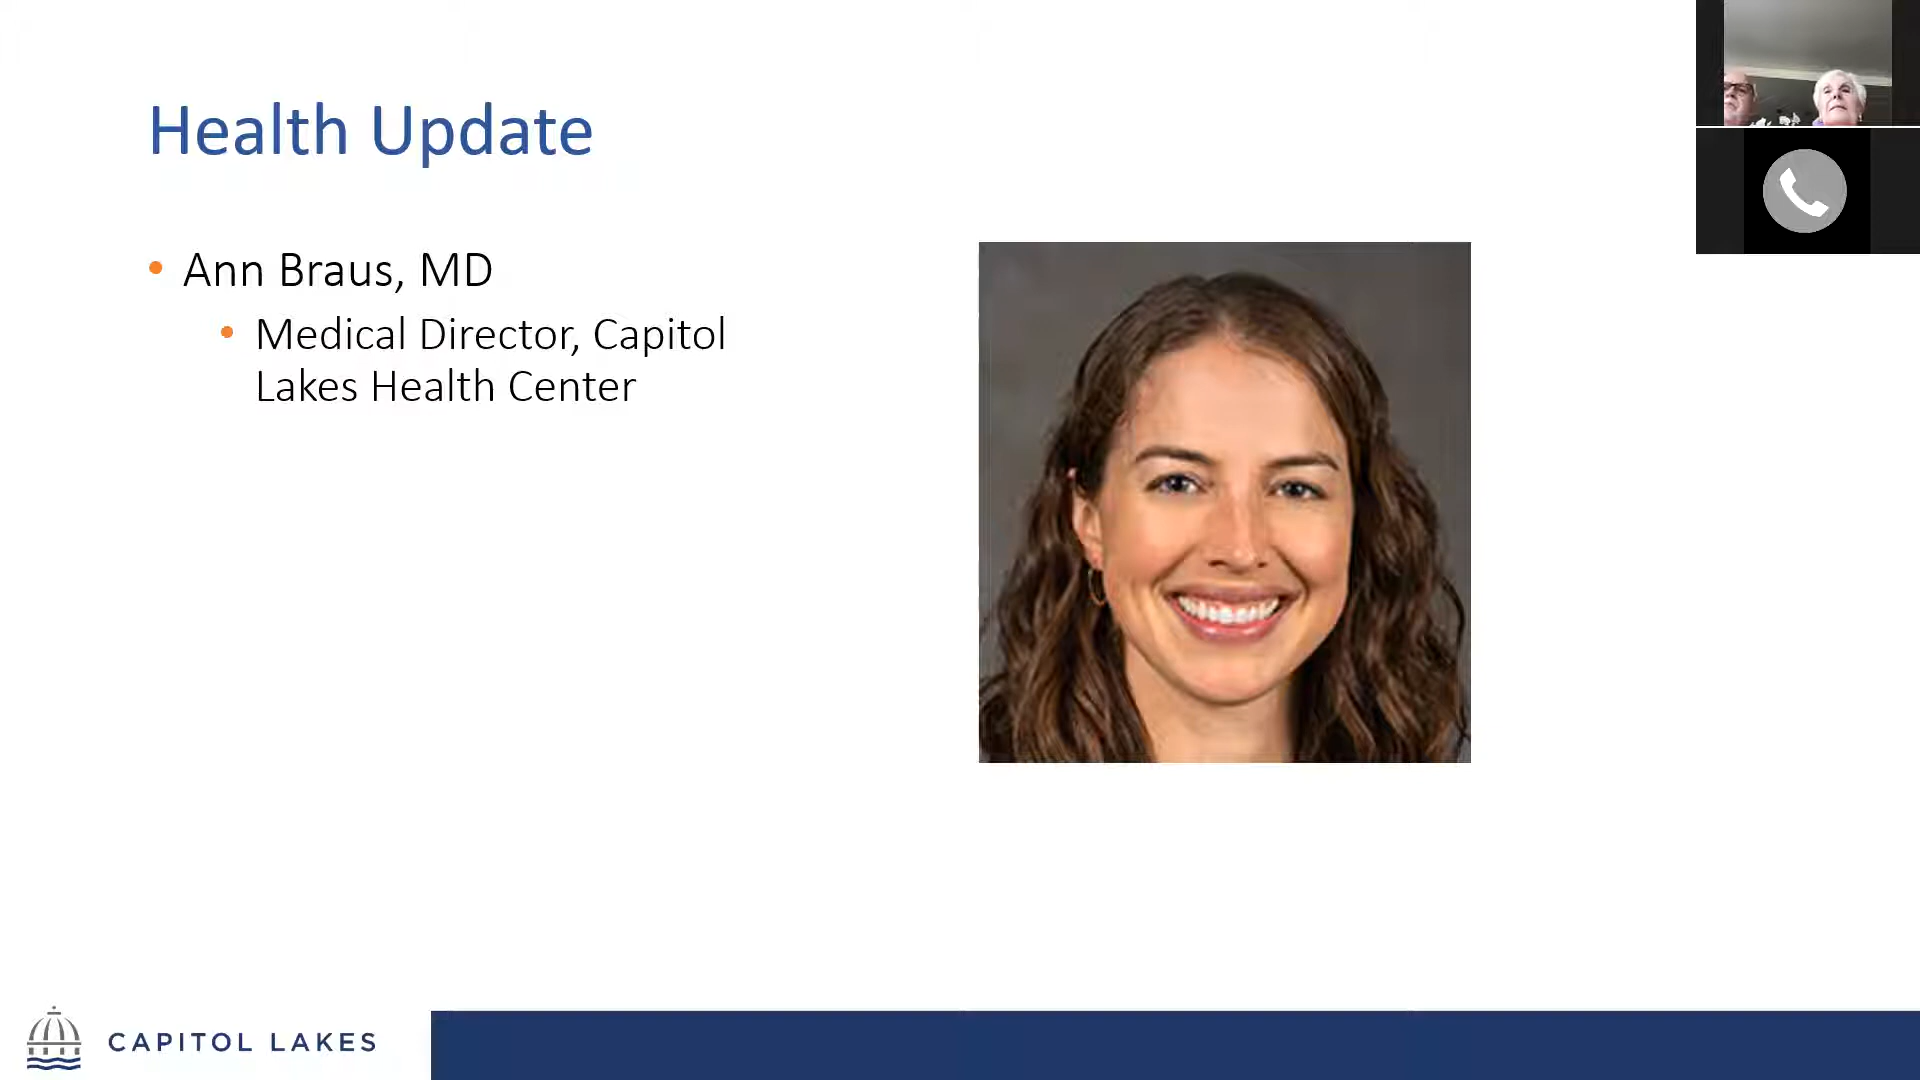 Health Update
Ann Braus, MD
Medical Director, Capitol
Lakes Health Center
CAPITOL LAKES